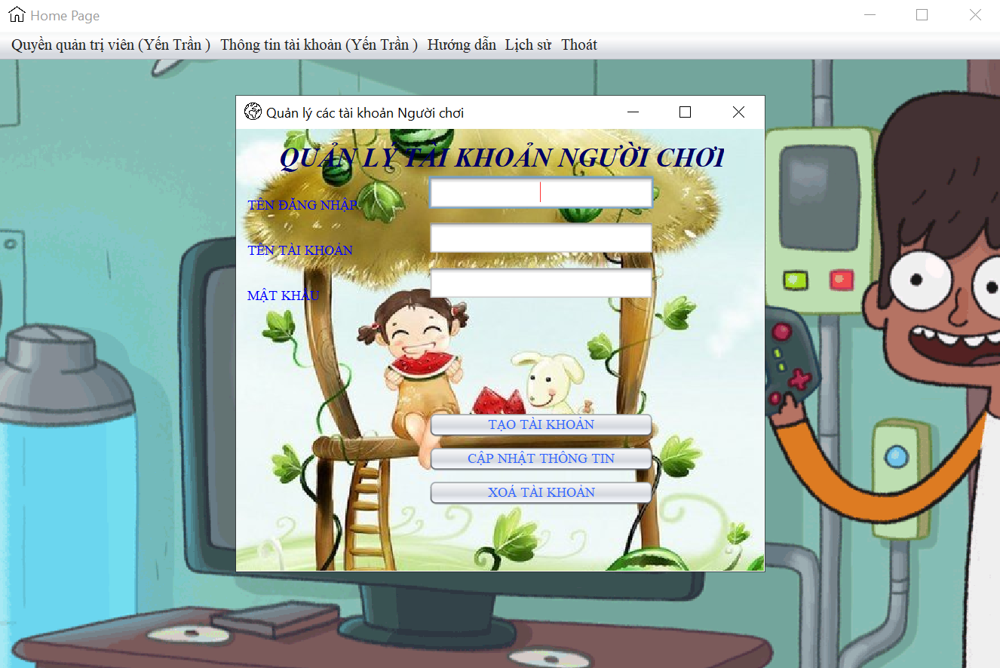 Home Page
Quyền quản trị viên (Yến Trần ) Thông tin tài khoản (Yến Trần ) Hướng dẫn Lịch sử Thoát
Quản lý các tài khoản Người chơi
QUẢN LÝ TÀI KHOẢN NGƯỜI CHƠI
TÊN ĐĂNG NHẬP
TÊN TÀI KHOẢN
MẬT KHẨU
TẠO TÀI KHOẢN
CẬP NHẬT THÔNG TIN
XOÁ TÀI KHOẢN